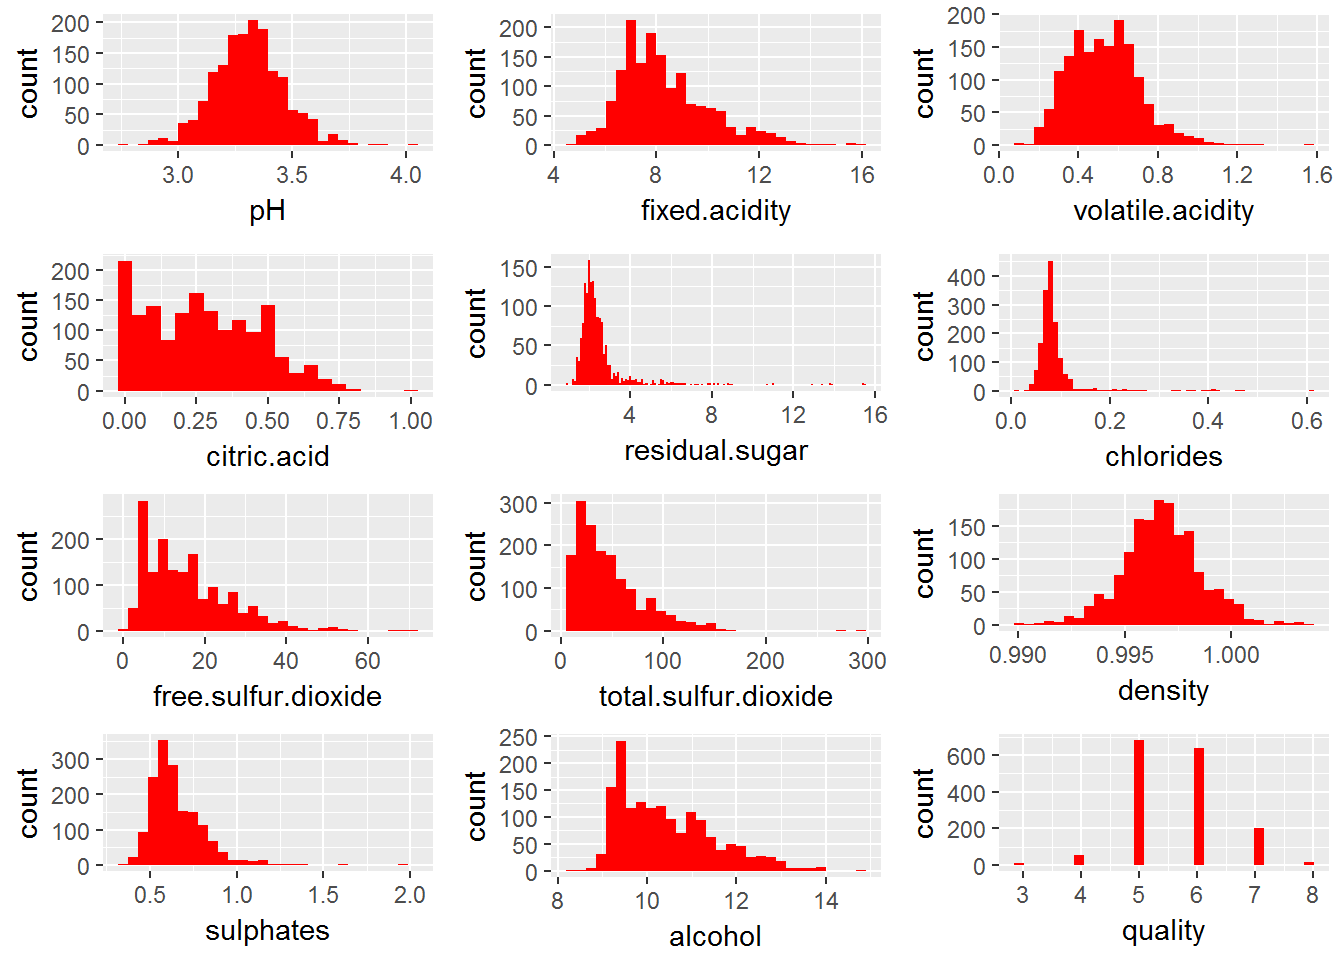 count
200
150
100
50
0
3.0 3.5 4.0
pH
count
200
150
100
50
0
4 8 12 16
fixed.acidity
count
200
150
100
50
0
0.0 0.4 0.8 1.2 1.6
volatile.acidity
count
200
150
100
50
0
0.00 0.25 0.50 0.75 1.00
citric.acid
count
150
100
50
0
4 8 12 16
residual.sugar
count
400
300
200
100
0
0.0 0.2 0.4 0.6
chlorides
count
200
100
0
0 20 40 60
free.sulfur.dioxide
count
300
200
100
0
0 100 200 300
total.sulfur.dioxide
count
150
100
50
0
0.990 0.995 1.000
density
count
300
200
100
0
0.5 1.0 1.5 2.0
sulphates
count
250
200
150
100
50
0
8 10 12 14
alcohol
count
600
400
200
0
3 4 5 6 7 8
quality